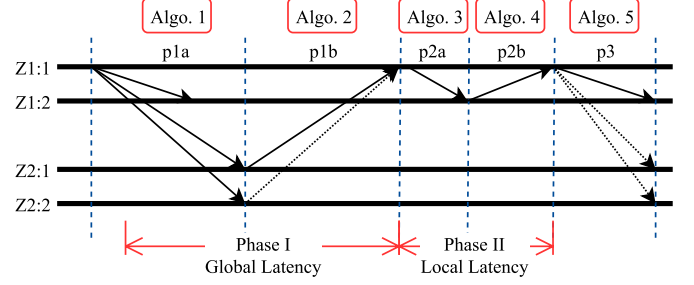 Algo. 1
Algo. 2
Algo. 3
Algo. 4
Algo. 5
p1a
p1b
p2a
p2b
p3
Z1:1
Z1:2
Z2:1
Z2:2
Phase I
Global Latency
Phase II
Local Latency